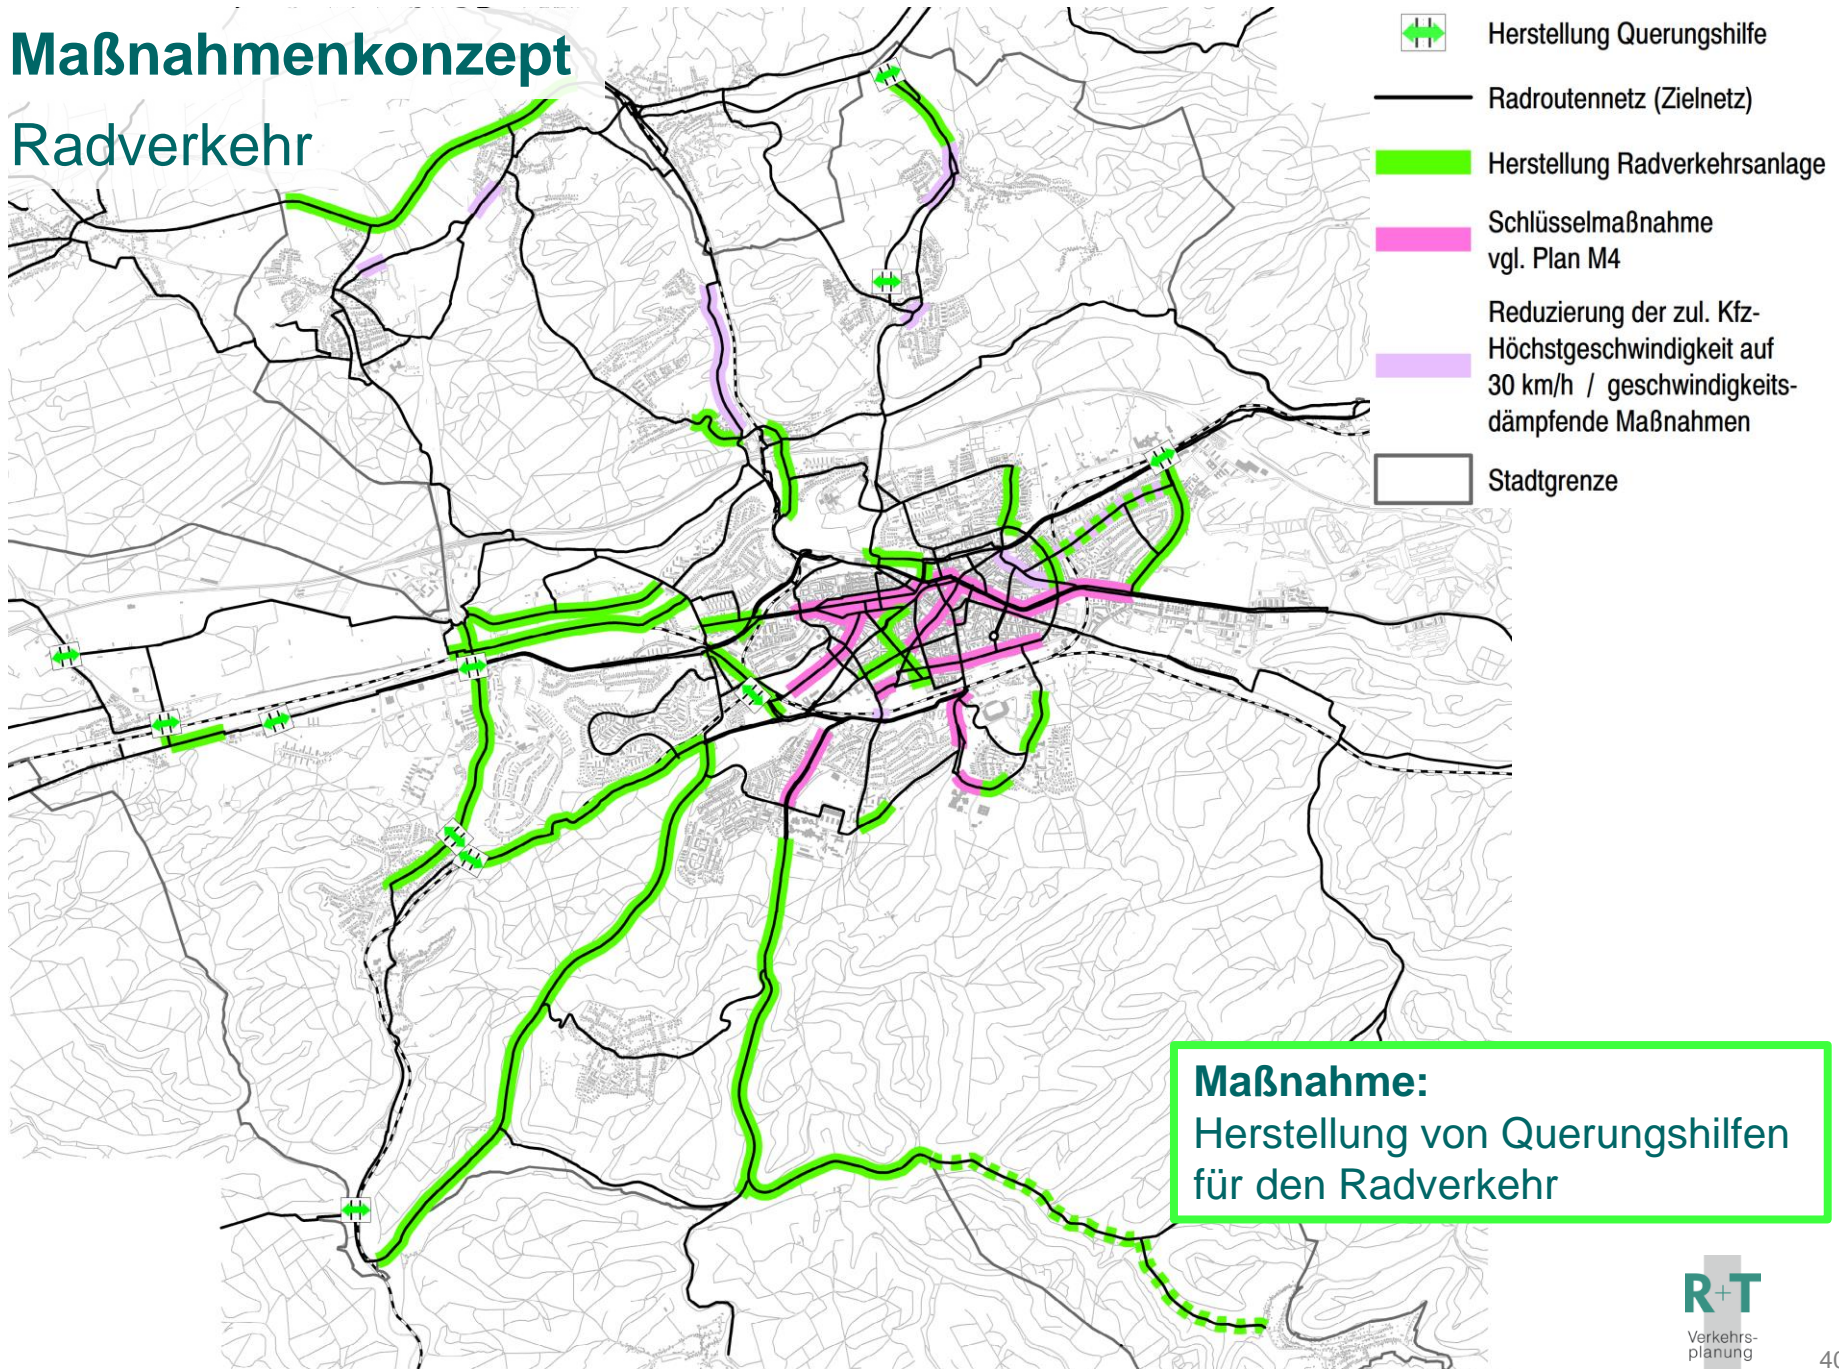 Maßnahmenkonzept
Radverkehr
Herstellung Querungshilfe
Radroutennetz (Zielnetz)
Herstellung Radverkehrsanlage
Schlüsselmaßnahme
vgl. Plan M4
Reduzierung der zul. Kfz-
Höchstgeschwindigkeit auf
30 km/h / geschwindigkeits-
dämpfende Maßnahmen
Stadtgrenze
Maßnahme:
Herstellung von Querungshilfen
für den Radverkehr
R+T
Verkehrs-
planung